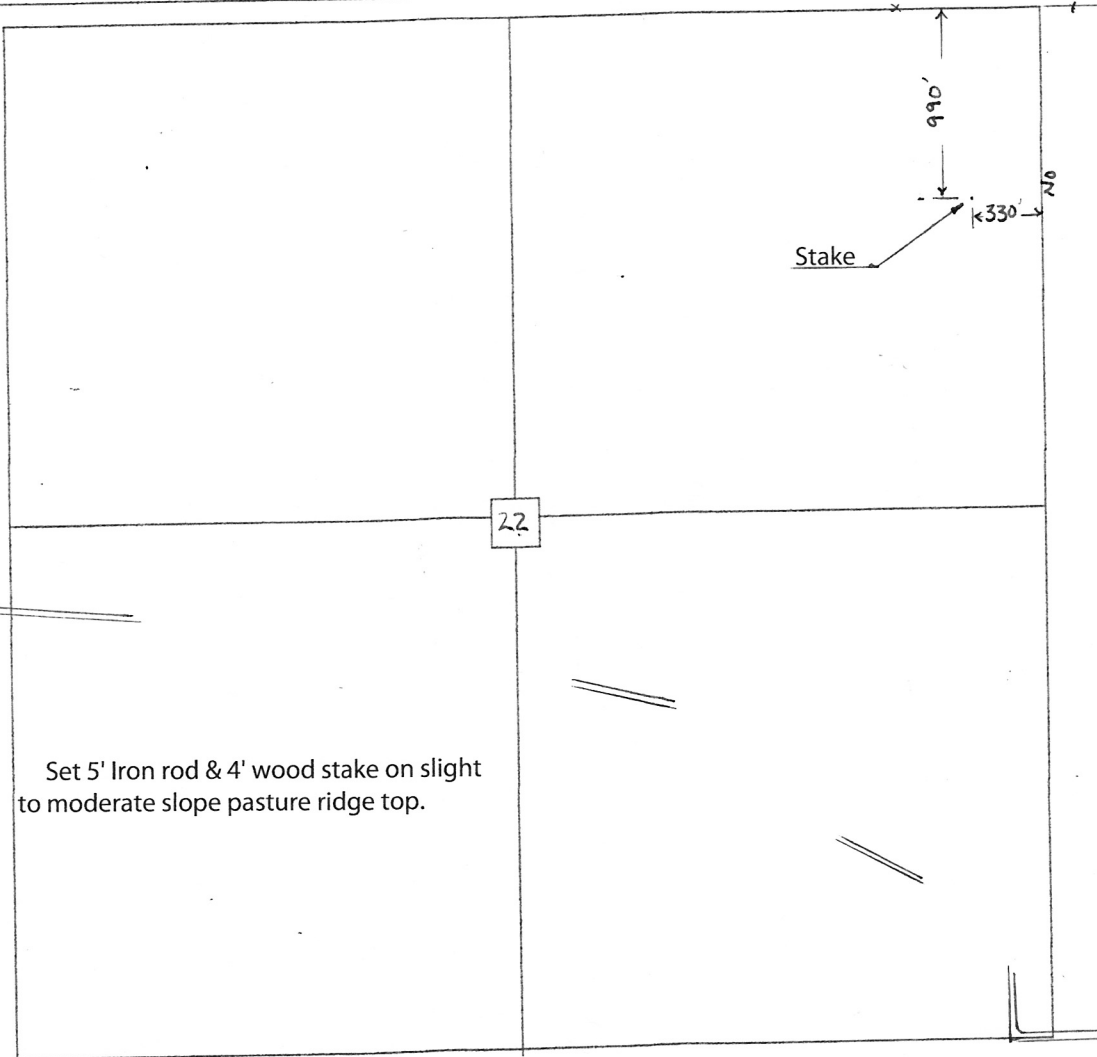 990'
330'
NO
Stake
22
Set 5' Iron rod & 4' wood stake on slight
to moderate slope pasture ridge top.